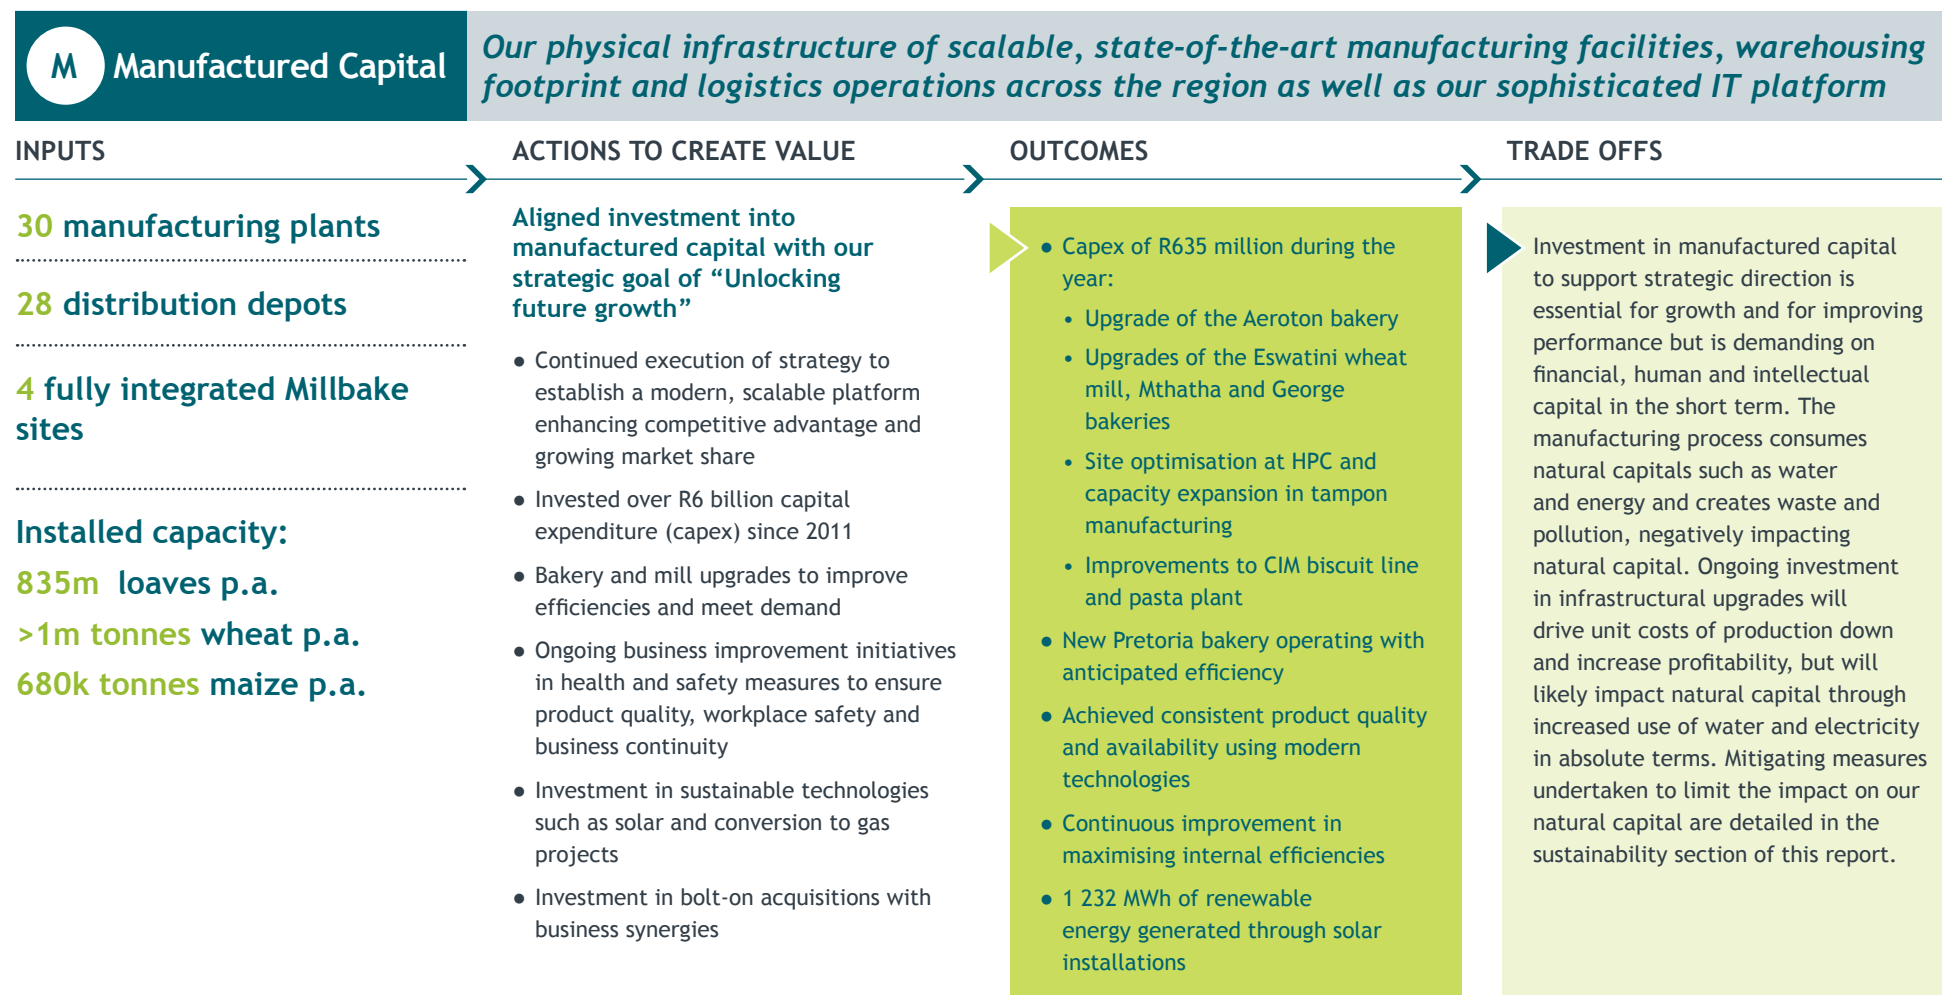 M Manufactured Capital
Our physical infrastructure of scalable, state-of-the-art manufacturing facilities, warehousing
footprint and logistics operations across the region as well as our sophisticated IT platform
INPUTS
30 manufacturing plants
28 distribution depots
4 fully integrated Millbake
sites
Installed capacity:
835m loaves p.a.
>1m tonnes wheat p.a.
680k tonnes maize p.a.
ACTIONS TO CREATE VALUE
Aligned investment into
manufactured capital with our
strategic goal of “Unlocking
future growth”
● Continued execution of strategy to
establish a modern, scalable platform
enhancing competitive advantage and
growing market share
● Invested over R6 billion capital
expenditure (capex) since 2011
● Bakery and mill upgrades to improve
efficiencies and meet demand
● Ongoing business improvement initiatives
in health and safety measures to ensure
product quality, workplace safety and
business continuity
● Investment in sustainable technologies
such as solar and conversion to gas
projects
● Investment in bolt-on acquisitions with
business synergies
OUTCOMES
● Capex of R635 million during the
year:
• Upgrade of the Aeroton bakery
• Upgrades of the Eswatini wheat
mill, Mthatha and George
bakeries
• Site optimisation at HPC and
capacity expansion in tampon
manufacturing
• Improvements to CIM biscuit line
and pasta plant
● New Pretoria bakery operating with
anticipated efficiency
● Achieved consistent product quality
and availability using modern
technologies
● Continuous improvement in
maximising internal efficiencies
● 1 232 MWh of renewable
energy generated through solar
installations
TRADE OFFS
Investment in manufactured capital
to support strategic direction is
essential for growth and for improving
performance but is demanding on
financial, human and intellectual
capital in the short term. The
manufacturing process consumes
natural capitals such as water
and energy and creates waste and
pollution, negatively impacting
natural capital. Ongoing investment
in infrastructural upgrades will
drive unit costs of production down
and increase profitability, but will
likely impact natural capital through
increased use of water and electricity
in absolute terms. Mitigating measures
undertaken to limit the impact on our
natural capital are detailed in the
sustainability section of this report.